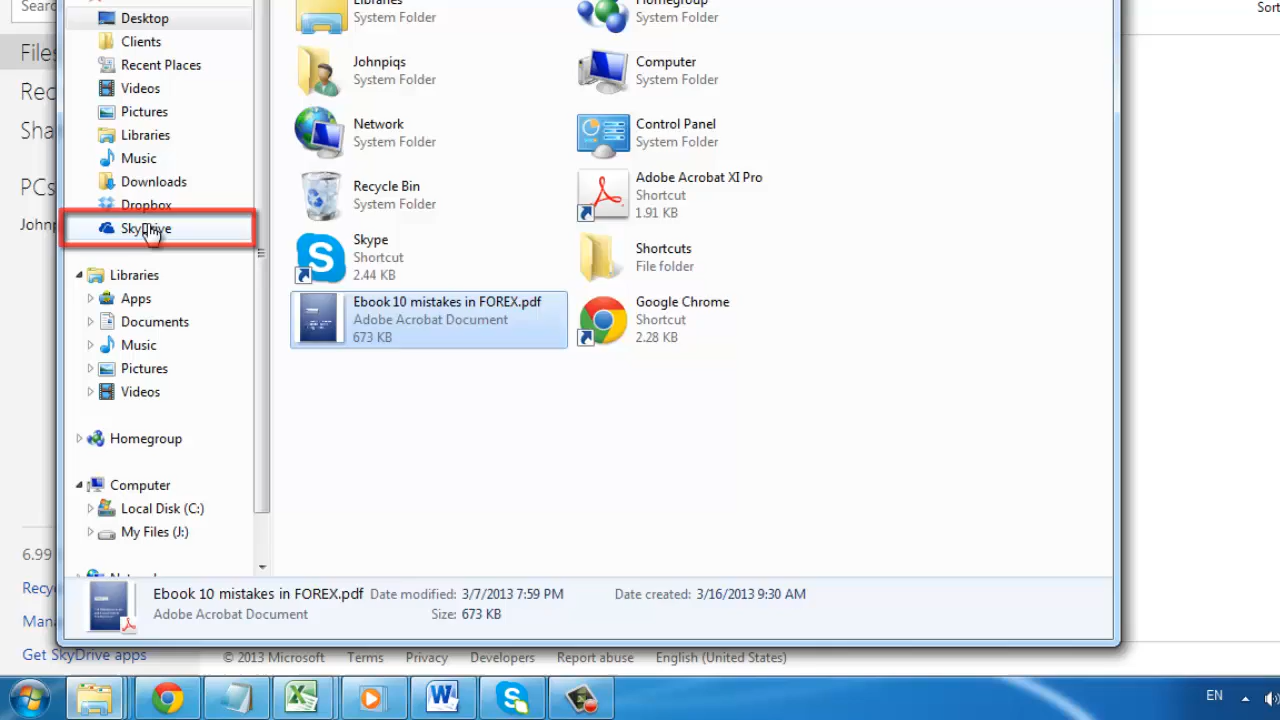 Sear
Files
Rec
Sha
PCs
Johnp
6.99
Recy
Mana
Get SkyDrive apps
Sort
Desktop
Clients
Recent Places
Videos
Pictures
Libraries
Music
Downloads
Dropbox
SkyDrive
Libraries
Apps
Documents
Music
Pictures
Videos
Homegroup
Computer
Local Disk (C:)
My Files (J:)
Libraries
System Folder
Homegroup
System Folder
Johnpiqs
System Folder
Computer
System Folder
Network
System Folder
Control Panel
System Folder
Recycle Bin
System Folder
Adobe Acrobat XI Pro
Shortcut
1.91 KB
Skype
Shortcut
2.44 KB
Shortcuts
File folder
Ebook 10 mistakes in FOREX.pdf
Adobe Acrobat Document
673 KB
Google Chrome
Shortcut
2.28 KB
Ebook 10 mistakes in FOREX.pdf Date modified: 3/7/2013 7:59 PM Date created: 3/16/2013 9:30 AM
Adobe Acrobat Document Size: 673 KB
© 2013 Microsoft Terms Privacy Developers Report abuse English (United States)
EN